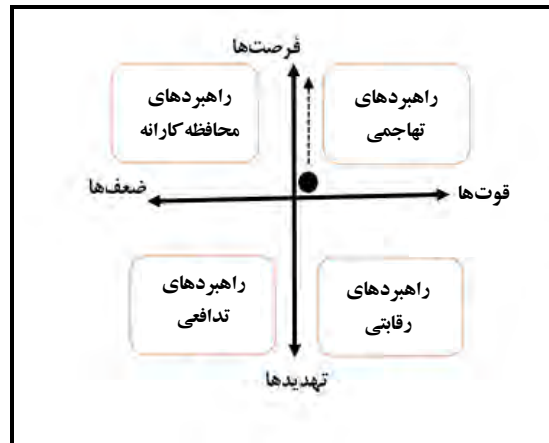 فرصت‌ها
راهبردهای
تهاجمی
راهبردهای
محافظه‌کارانه
قوت‌ها
ضعف‌ها
راهبردهای
رقابتی
راهبردهای
تدافعی
تهدیدها